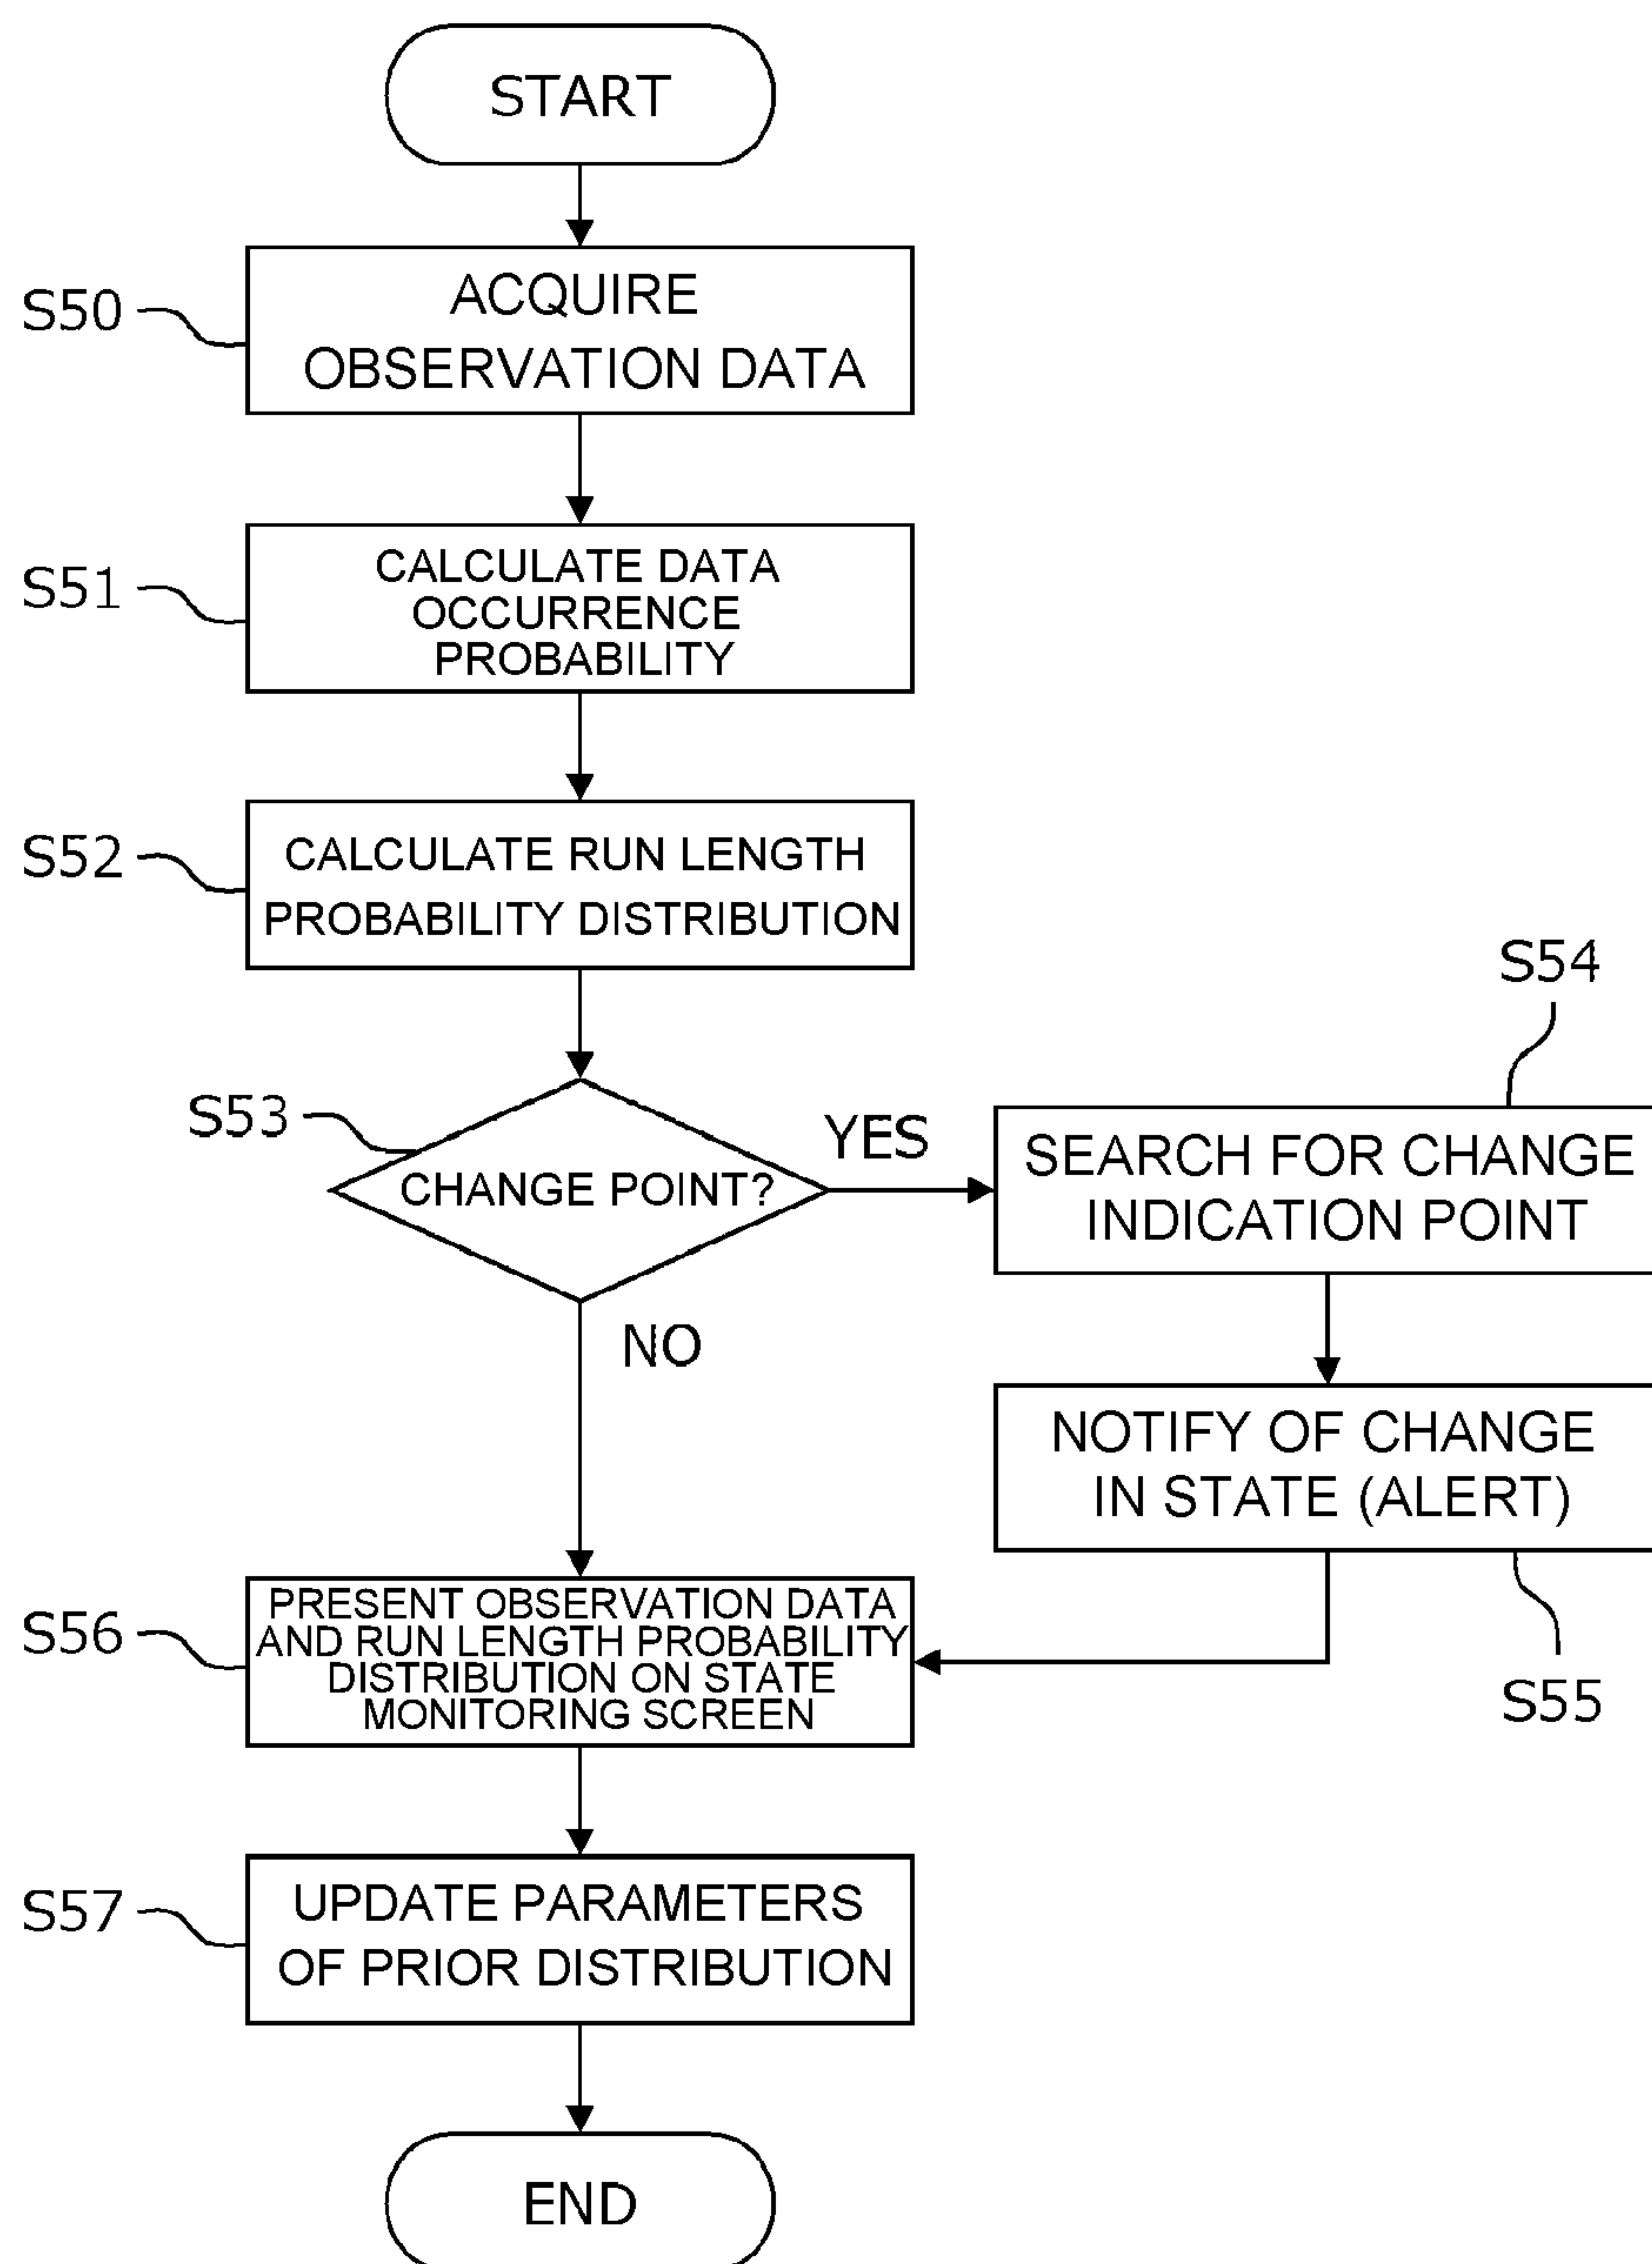 START
S50
ACQUIRE
OBSERVATION DATA
S51
CALCULATE DATA
OCCURRENCE
PROBABILITY
S52
CALCULATE RUN LENGTH
PROBABILITY DISTRIBUTION
S53
CHANGE POINT?
YES
NO
S54
SEARCH FOR CHANGE
INDICATION POINT
NOTIFY OF CHANGE
IN STATE (ALERT)
S55
S56
PRESENT OBSERVATION DATA
AND RUN LENGTH PROBABILITY
DISTRIBUTION ON STATE
MONITORING SCREEN
S57
UPDATE PARAMETERS
OF PRIOR DISTRIBUTION
END